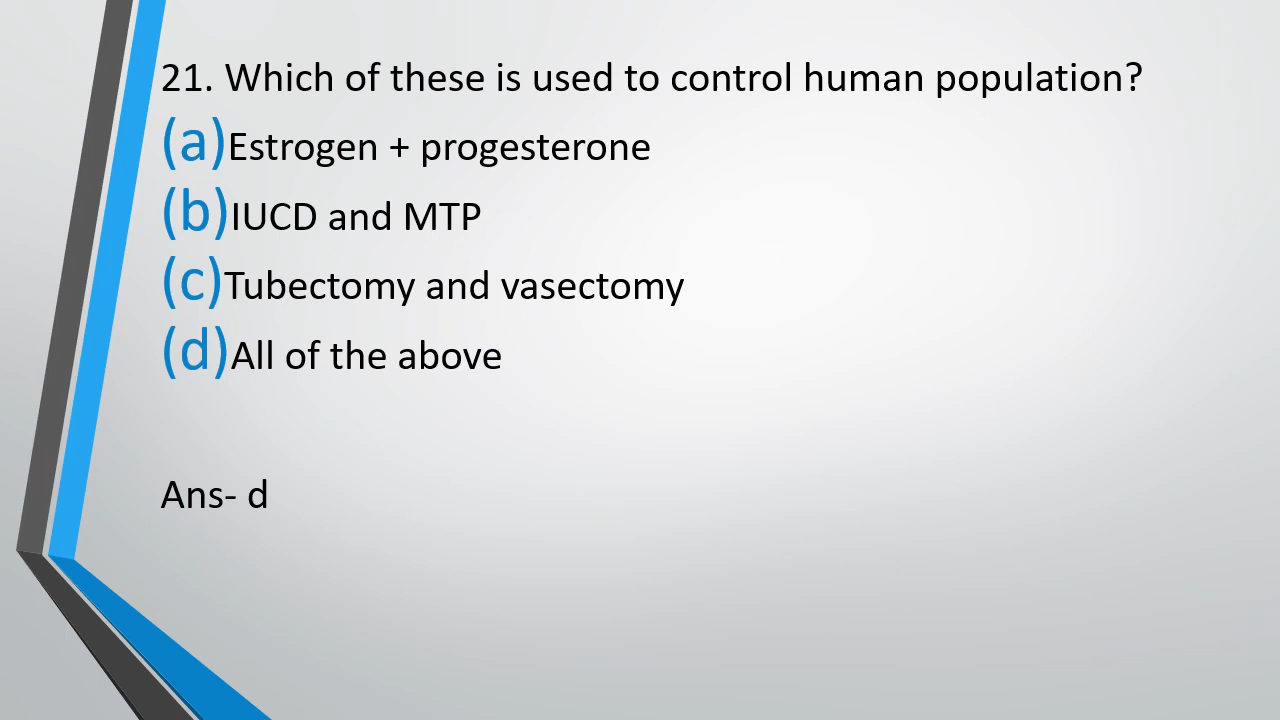 21. Which of these is used to control human population?
(a)Estrogen + progesterone
(b)IUCD and MTP
(c)Tubectomy and vasectomy
(d)All of the above
Ans- d